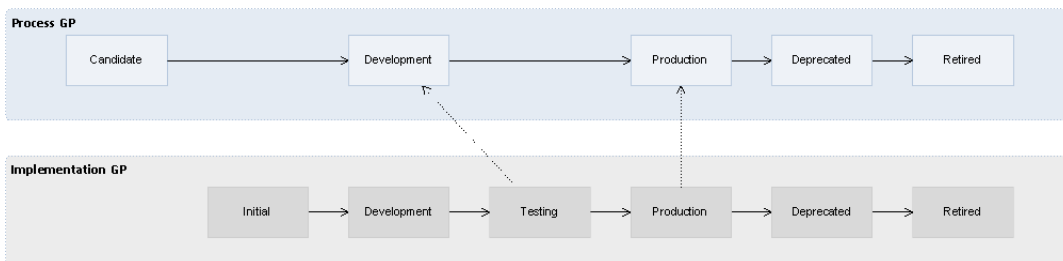 Process GP
Candidate
Development
Production
Deprecated
Retired
Implementation GP
Initial
Development
Testing
Production
Deprecated
Retired